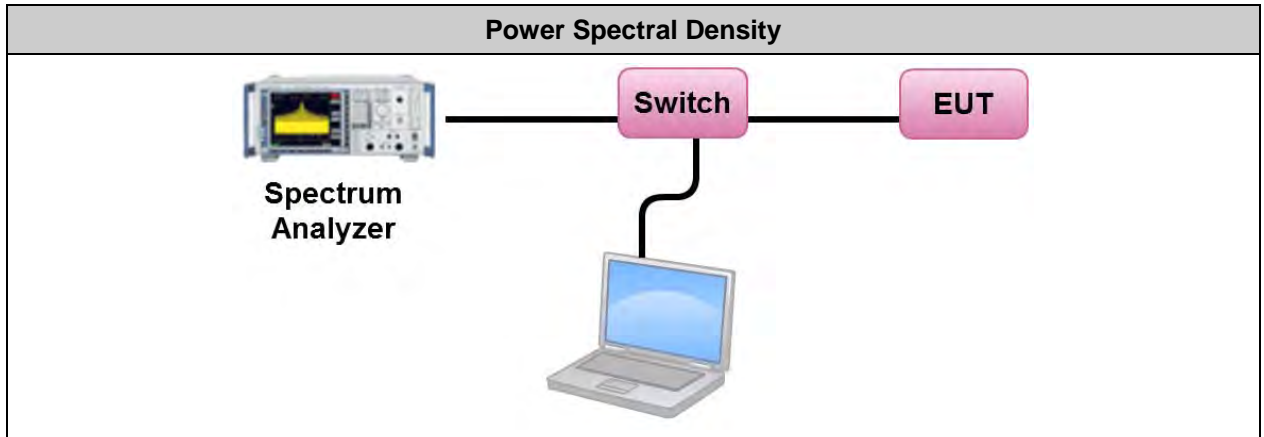 Power Spectral Density
Switch
EUT
Spectrum
Analyzer